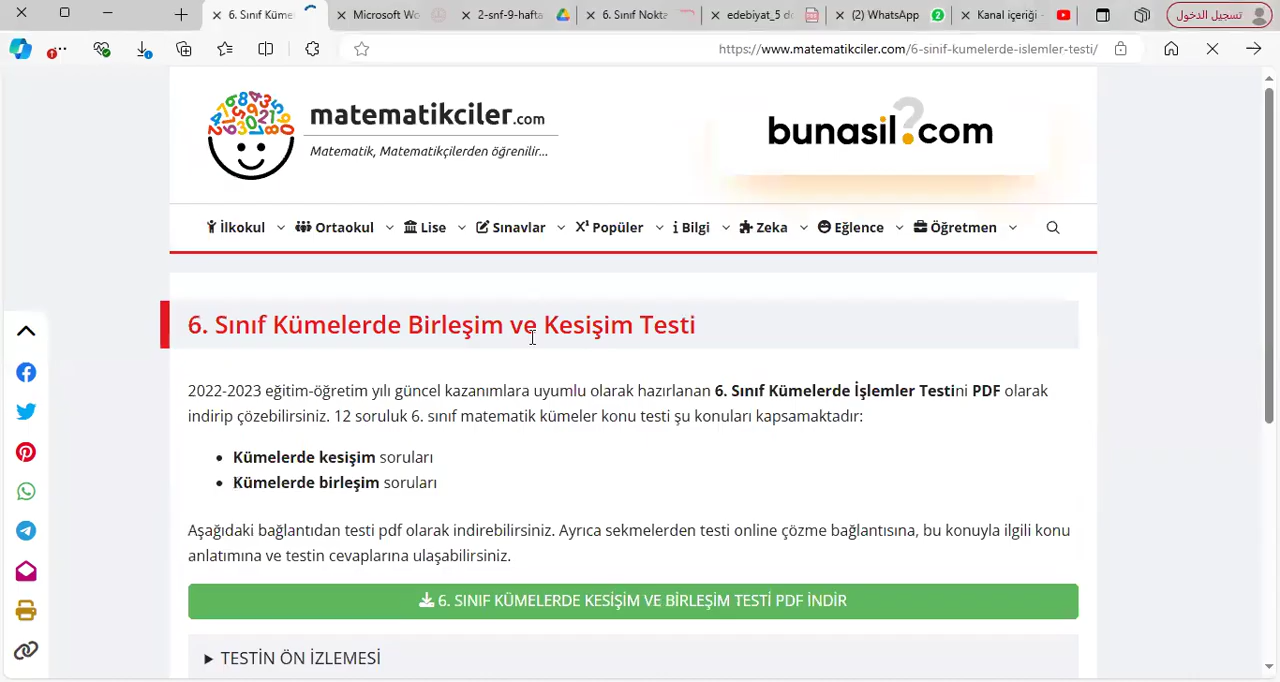 6. Sınıf Küme
Microsoft Wo
2-snf-9-hafta
6. Sınıf Nokta
edebiyat_5 d
(2) WhatsApp
2
Kanal içeriği -
تسجيل الدخول
https://www.matematikciler.com/6-sinif-kumelerde-islemler-testi/
matematikciler.com
Matematik, Matematikçilerden öğrenilir...
bunasil?com
İlkokul Ortaokul Lise Sınavlar Popüler Bilgi Zeka Eğlence Öğretmen
6. Sınıf Kümelerde Birleşim ve Kesişim Testi
2022-2023 eğitim-öğretim yılı güncel kazanımlara uyumlu olarak hazırlanan 6. Sınıf Kümelerde İşlemler Testini PDF olarak
indirip çözebilirsiniz. 12 soruluk 6. sınıf matematik kümeler konu testi şu konuları kapsamaktadır:
• Kümelerde kesişim soruları
• Kümelerde birleşim soruları
Aşağıdaki bağlantıdan testi pdf olarak indirebilirsiniz. Ayrıca sekmelerden testi online çözme bağlantısına, bu konuyla ilgili konu
anlatımına ve testin cevaplarına ulaşabilirsiniz.
6. SINIF KÜMELERDE KESİŞİM VE BİRLEŞİM TESTİ PDF İNDİR
TESTİN ÖN İZLEMESİ